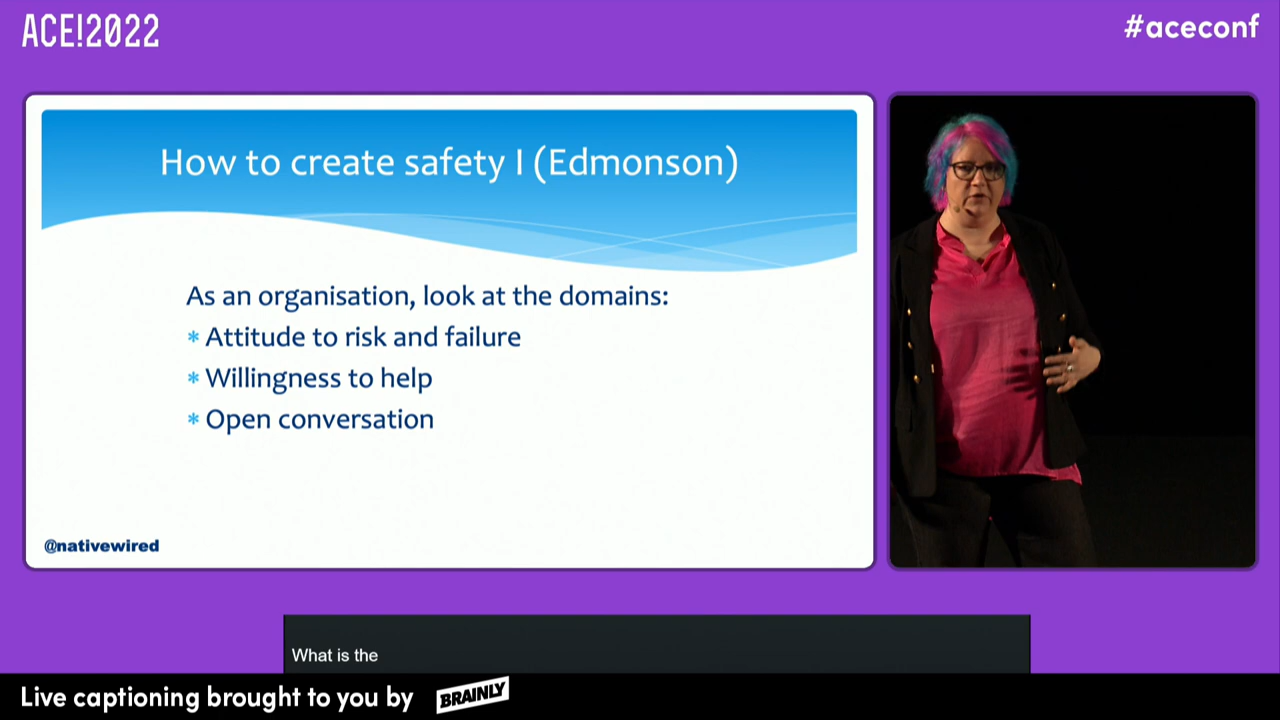 ACE!2022
#aceconf
How to create safety I (Edmonson)
As an organisation, look at the domains:
* Attitude to risk and failure
* Willingness to help
* Open conversation
@nativewired
What is the
Live captioning brought to you by BRAINLY